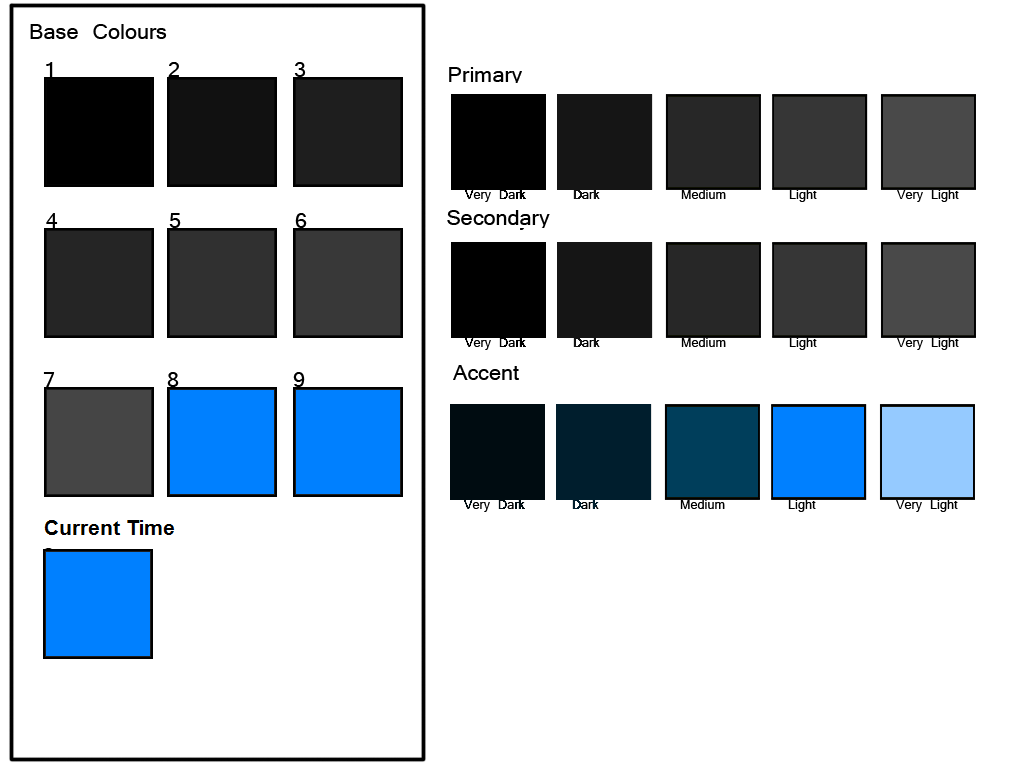 Base Colours
1 2 3
4 5 6
7 8 9
Current Time
Primary
Very Dark Dark Medium Light Very Light
Secondary
Very Dark Dark Medium Light Very Light
Accent
Very Dark Dark Medium Light Very Light